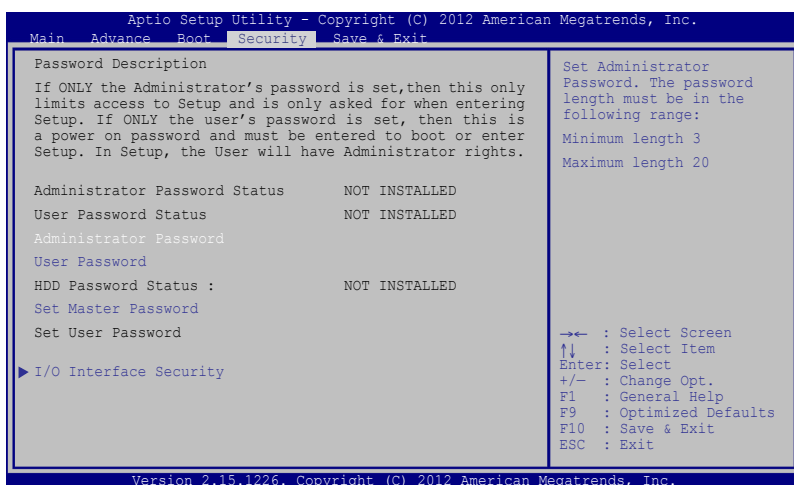 Aptio Setup Utility - Copyright (C) 2012 American Megatrends, Inc.
Main Advance Boot Security Save & Exit
Password Description
If ONLY the Administrator's password is set,then this only
limits access to Setup and is only asked for when entering
Setup. If ONLY the user's password is set, then this is
a power on password and must be entered to boot or enter
Setup. In Setup, the User will have Administrator rights.
Administrator Password Status NOT INSTALLED
User Password Status NOT INSTALLED
Administrator Password
User Password
HDD Password Status : NOT INSTALLED
Set Master Password
Set User Password
I/O Interface Security
Set Administrator
Password. The password
length must be in the
following range:
Minimum length 3
Maximum length 20
→← : Select Screen
↑↓ : Select Item
Enter: Select
+/— : Change Opt.
F1 : General Help
F9 : Optimized Defaults
F10 : Save & Exit
ESC : Exit
Version 2.15.1226. Copyright (C) 2012 American Megatrends, Inc.